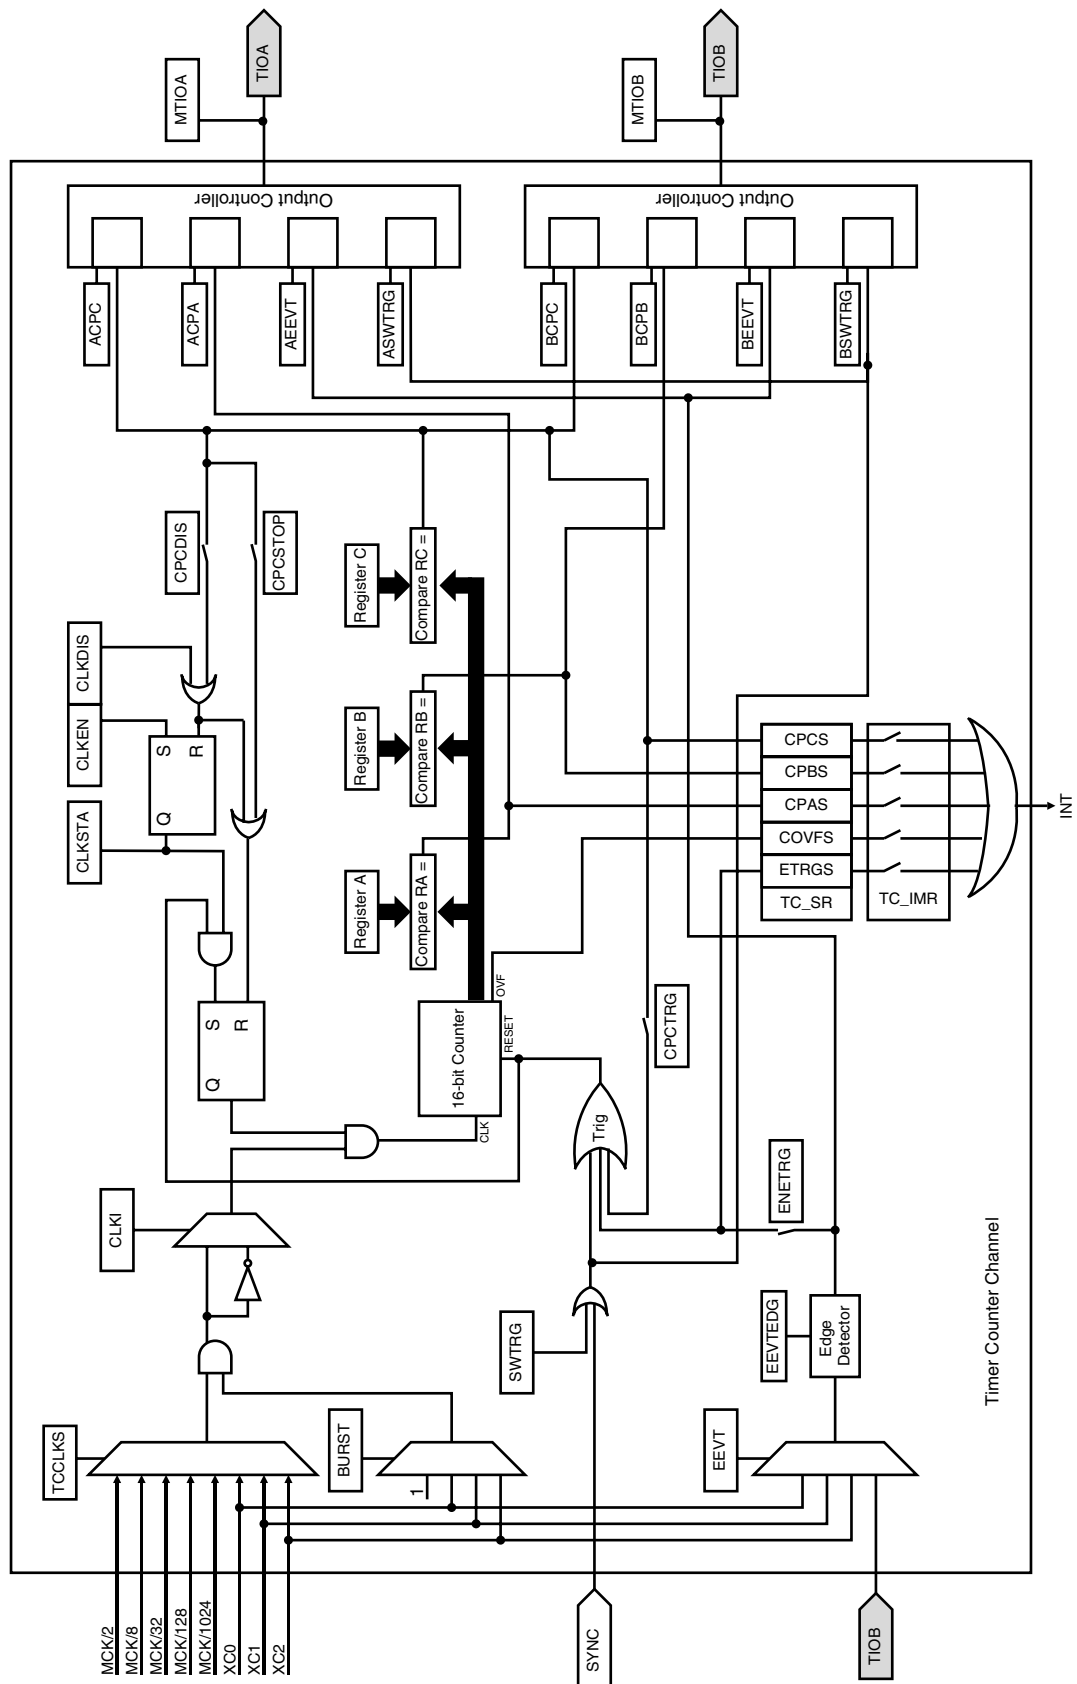 TIOA
MTIOA
TIOB
MTIOB
Output Controller
Output Controller
ACPC
ACPA
AEEVT
ASWTRG
BCPC
BCPB
BEEVT
BSWTRG
CPCDIS
CPCSTOP
CLKDIS
CLKEN
CLKSTA
S
R
Q
S
R
Q
Register C
Compare RC =
Register B
Compare RB =
Register A
Compare RA =
CPCS
CPBS
CPAS
COVFS
ETRGS
TC_SR
TC_IMR
INT
16-bit Counter
OVF
RESET
CLK
CPCTRG
Trig
ENETRG
CLKI
SWTRG
EEVTEDG
Edge
Detector
Timer Counter Channel
TCCLKS
BURST
1
EEVT
MCK/2
MCK/8
MCK/32
MCK/128
MCK/1024
XC0
XC1
XC2
SYNC
TIOB